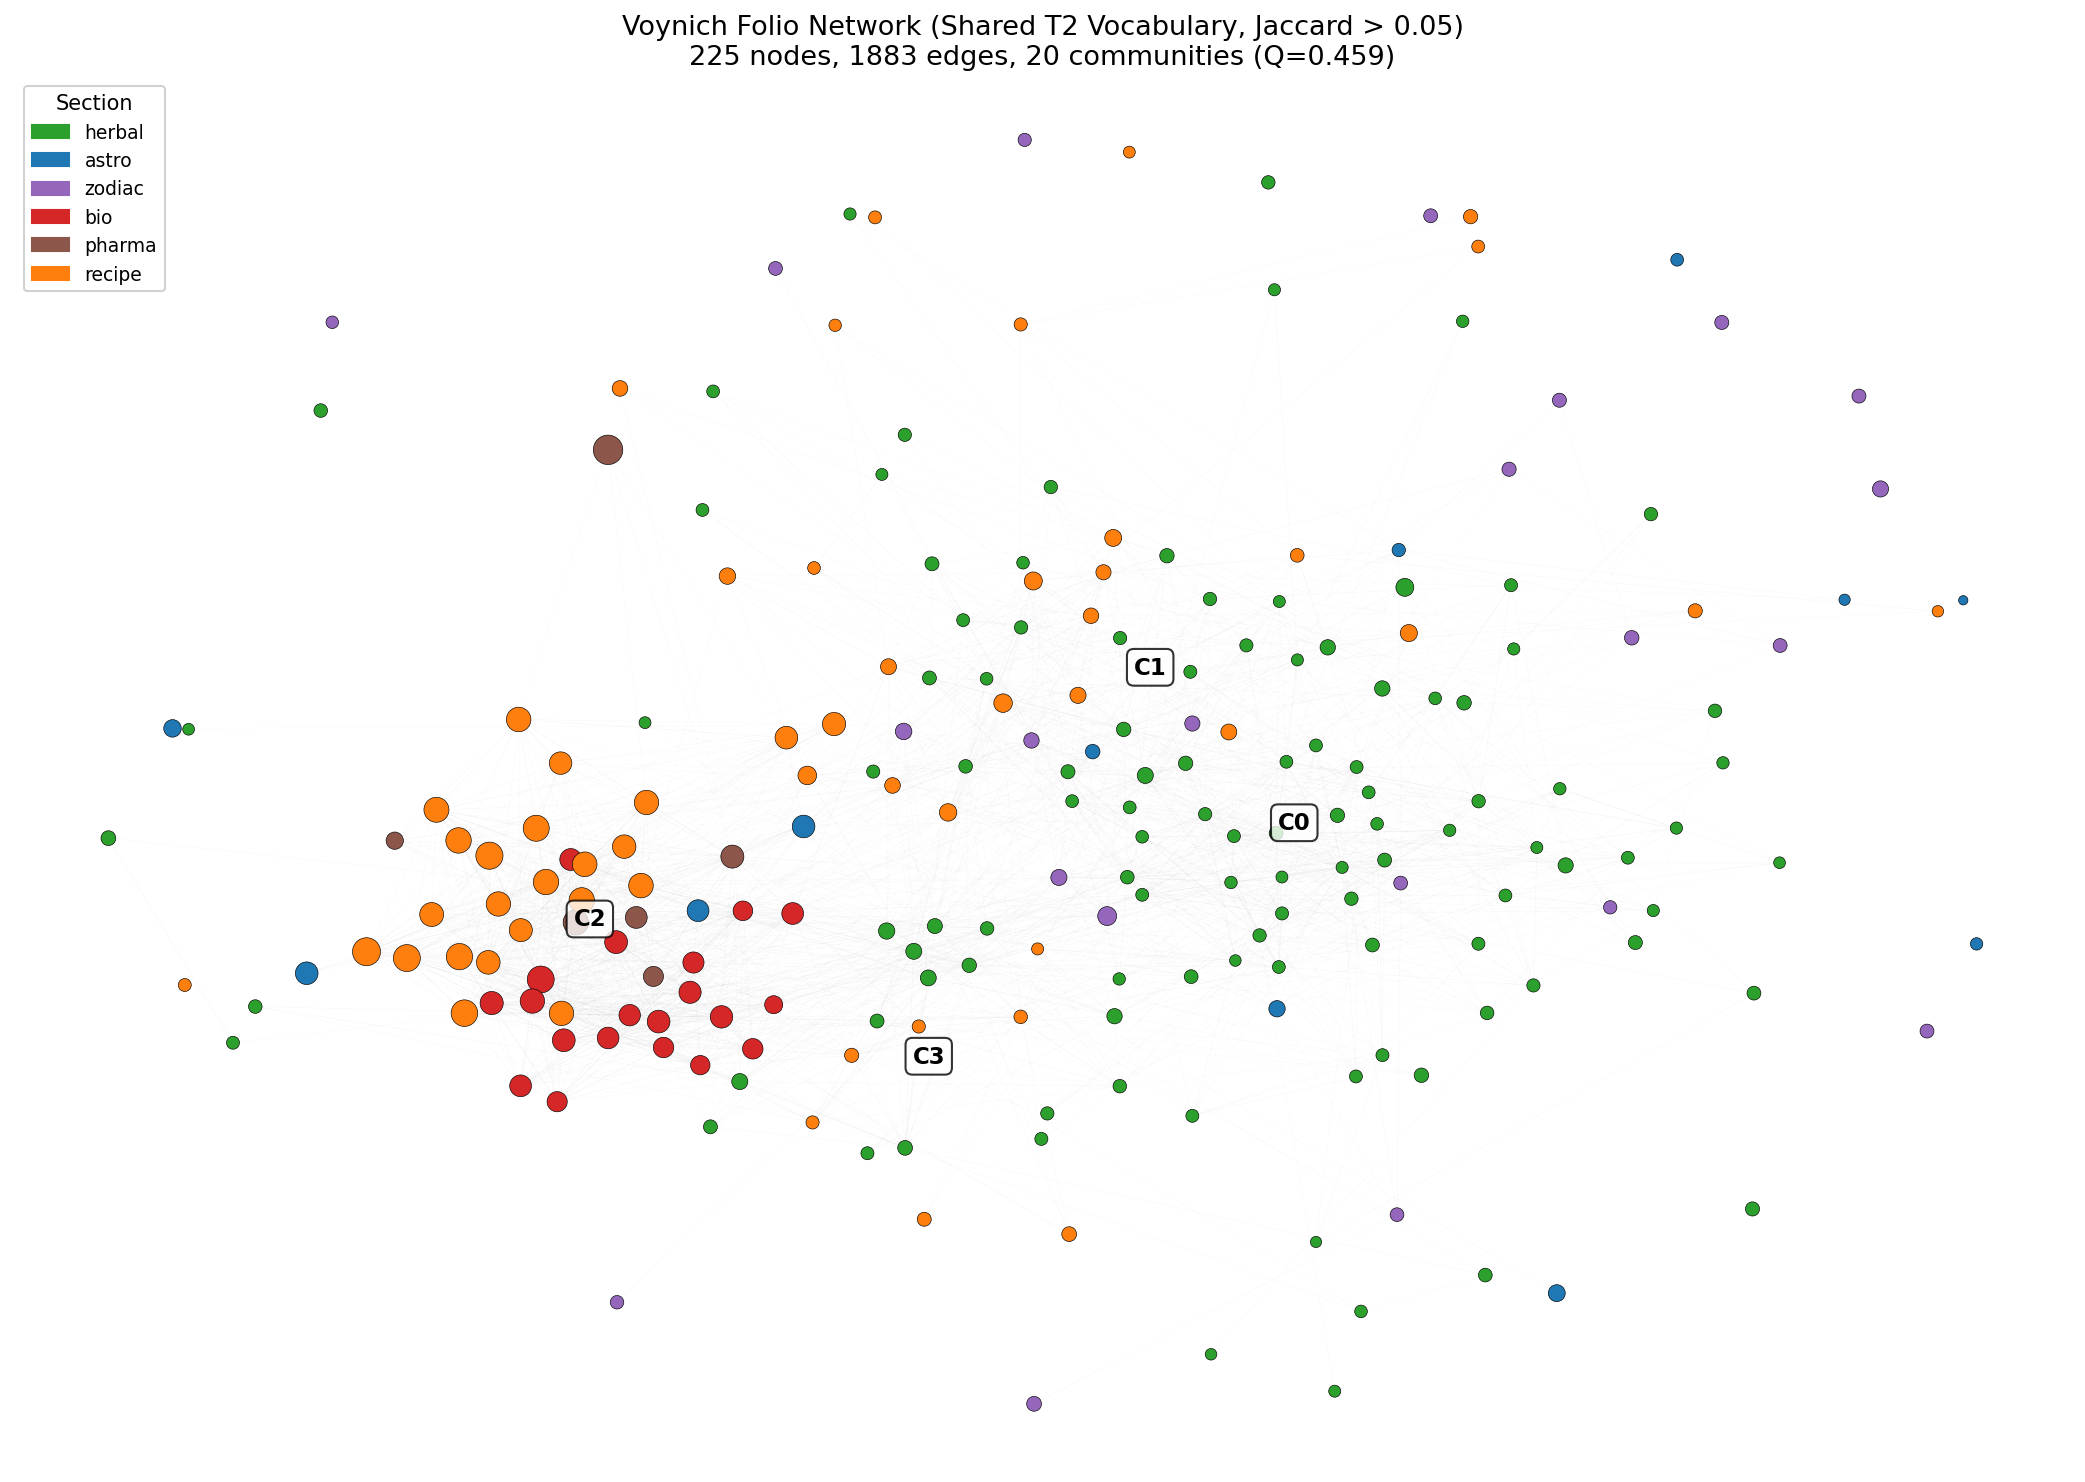 Voynich Folio Network (Shared T2 Vocabulary, Jaccard > 0.05)
225 nodes, 1883 edges, 20 communities (Q=0.459)
Section
herbal
astro
zodiac
bio
pharma
recipe
C1
C0
C2
C3